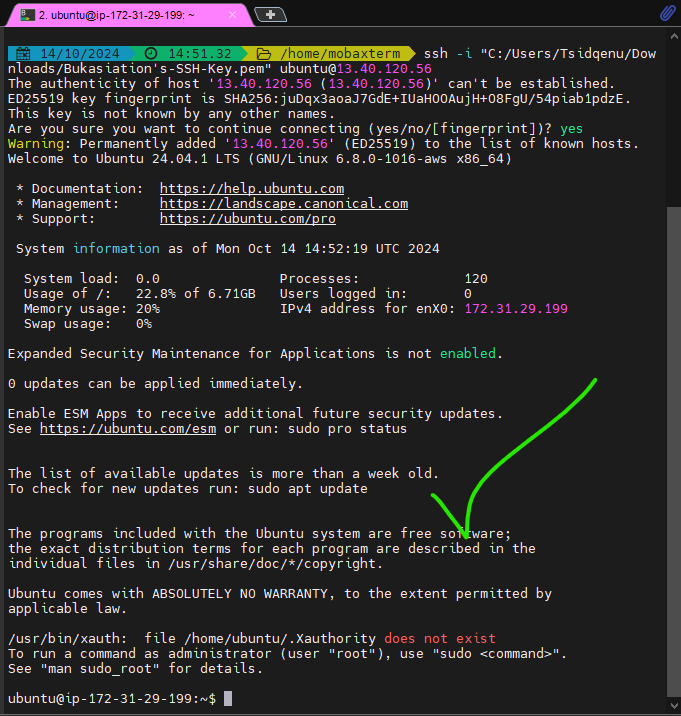 2. ubuntu@ip-172-31-29-199: ~
14/10/2024 14:51.32 /home/mobaxterm ssh -i "C:/Users/Tsidqenu/Dow
nloads/Bukasiation's-SSH-Key.pem" ubuntu@13.40.120.56
The authenticity of host '13.40.120.56 (13.40.120.56)' can't be established.
ED25519 key fingerprint is SHA256:juDqx3aoaJ7GdE+IUaHOOAujH+O8FgU/54piab1pdzE.
This key is not known by any other names.
Are you sure you want to continue connecting (yes/no/[fingerprint])? yes
Warning: Permanently added '13.40.120.56' (ED25519) to the list of known hosts.
Welcome to Ubuntu 24.04.1 LTS (GNU/Linux 6.8.0-1016-aws x86_64)
* Documentation: https://help.ubuntu.com
* Management: https://landscape.canonical.com
* Support: https://ubuntu.com/pro
System information as of Mon Oct 14 14:52:19 UTC 2024
System load: 0.0 Processes: 120
Usage of /: 22.8% of 6.71GB Users logged in: 0
Memory usage: 20% IPv4 address for enX0: 172.31.29.199
Swap usage: 0%
Expanded Security Maintenance for Applications is not enabled.
0 updates can be applied immediately.
Enable ESM Apps to receive additional future security updates.
See https://ubuntu.com/esm or run: sudo pro status
The list of available updates is more than a week old.
To check for new updates run: sudo apt update
The programs included with the Ubuntu system are free software;
the exact distribution terms for each program are described in the
individual files in /usr/share/doc/*/copyright.
Ubuntu comes with ABSOLUTELY NO WARRANTY, to the extent permitted by
applicable law.
/usr/bin/xauth: file /home/ubuntu/.Xauthority does not exist
To run a command as administrator (user "root"), use "sudo <command>".
See "man sudo_root" for details.
ubuntu@ip-172-31-29-199:~$